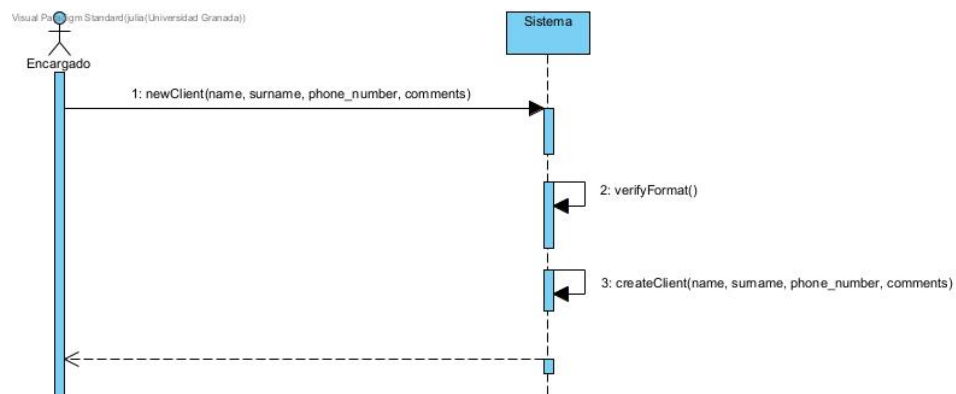 Visual Paradigm Standard(julia(Universidad Granada))
Sistema
Encargado
1: newClient(name, surname, phone_number, comments)
2: verifyFormat()
3: createClient(name, surname, phone_number, comments)